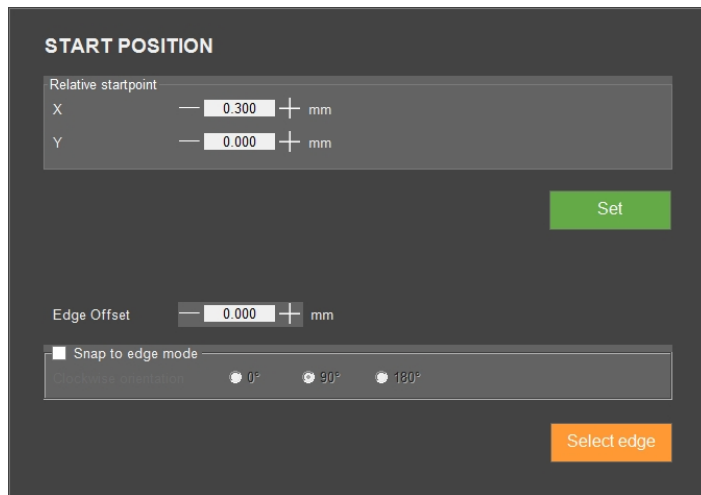 START POSITION
Relative startpoint
X 0.300 mm
Y 0.000 mm
Set
Edge Offset 0.000 mm
Snap to edge mode
Clockwise orientation 0° 90° 180°
Select edge